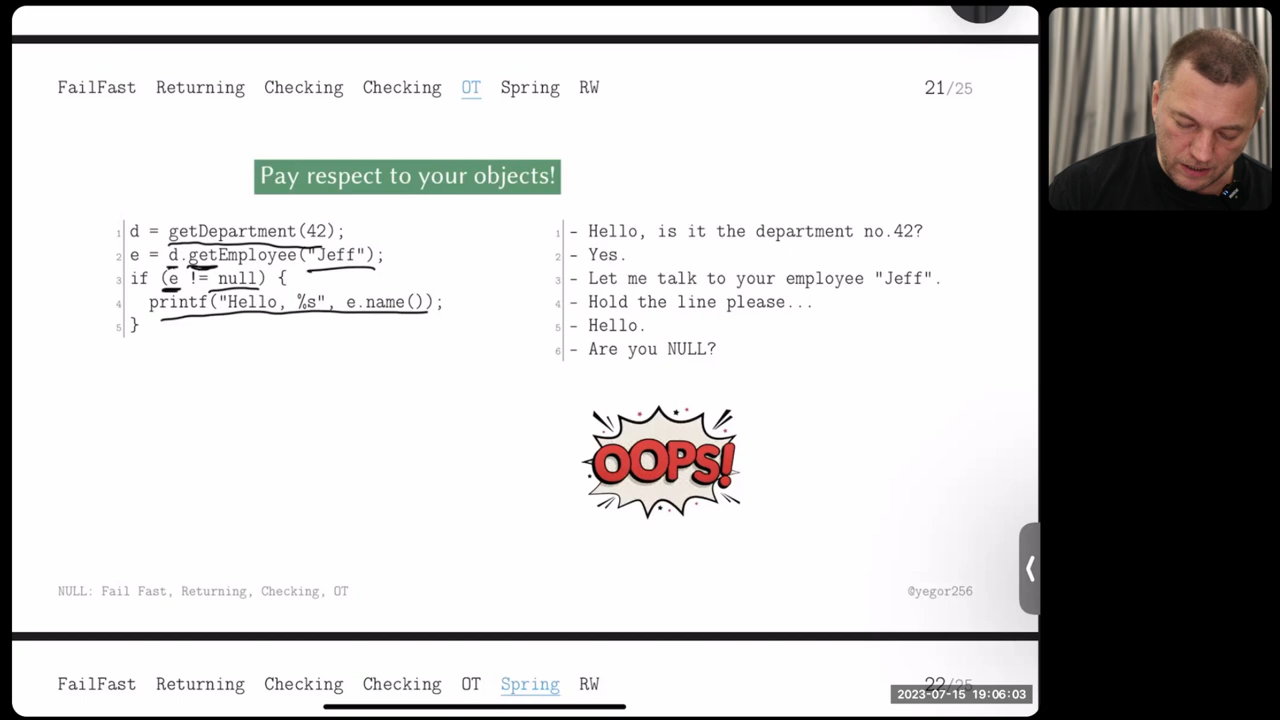 FailFast Returning Checking Checking OT Spring RW
21/25
Pay respect to your objects!
1 d = getDepartment(42);
2 e = d.getEmployee("Jeff");
3 if (e != null) {
4 printf("Hello, %s", e.name());
5 }
1 - Hello, is it the department no.42?
2 - Yes.
3 - Let me talk to your employee "Jeff".
4 - Hold the line please...
5 - Hello.
6 - Are you NULL?
OOPS!
NULL: Fail Fast, Returning, Checking, OT
@yegor256
FailFast Returning Checking Checking OT Spring RW
22/25
2023-07-15 19:06:03